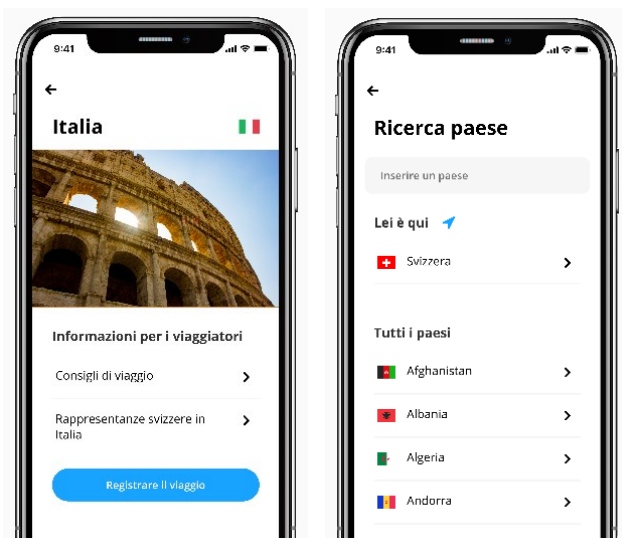 9:41
Italia
Informazioni per i viaggiatori
Consigli di viaggio
Rappresentanze svizzere in
Italia
Registrare il viaggio
9:41
Ricerca paese
Inserire un paese
Lei è qui
Svizzera
Tutti i paesi
Afghanistan
Albania
Algeria
Andorra